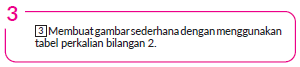 3
3 Membuat gambar sederhana dengan menggunakan
tabel perkalian bilangan 2.